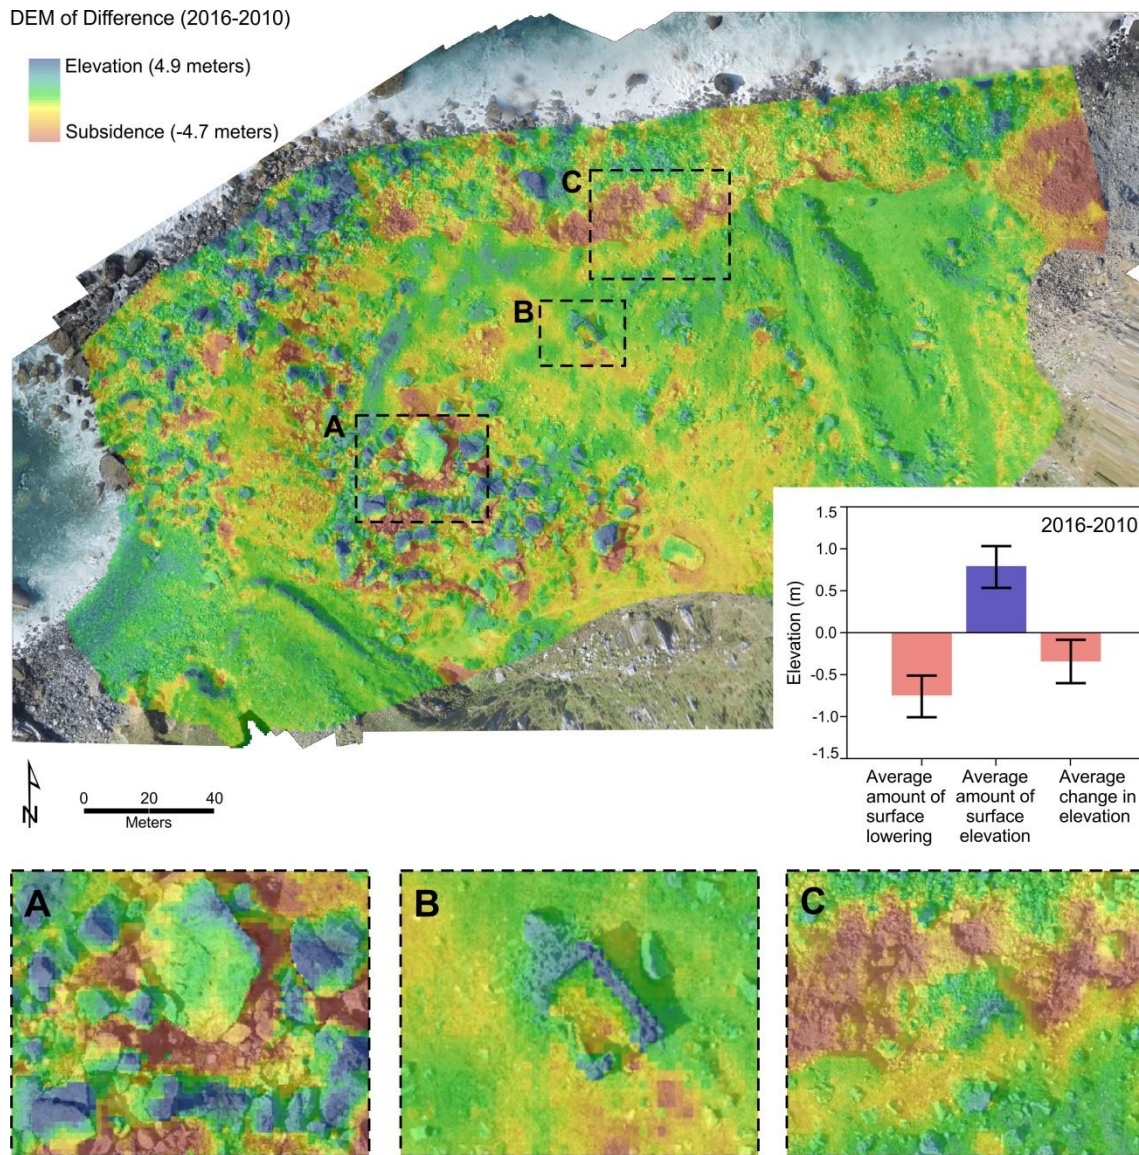 DEM of Difference (2016-2010)
Elevation (4.9 meters)
Subsidence (-4.7 meters)
C
B
A
N
0 20 40
Meters
2016-2010
Elevation (m)
1.5
1.0
0.5
0.0
-0.5
-1.0
-1.5
Average
amount of
surface
lowering
Average
amount of
surface
elevation
Average
change in
elevation
A
B
C